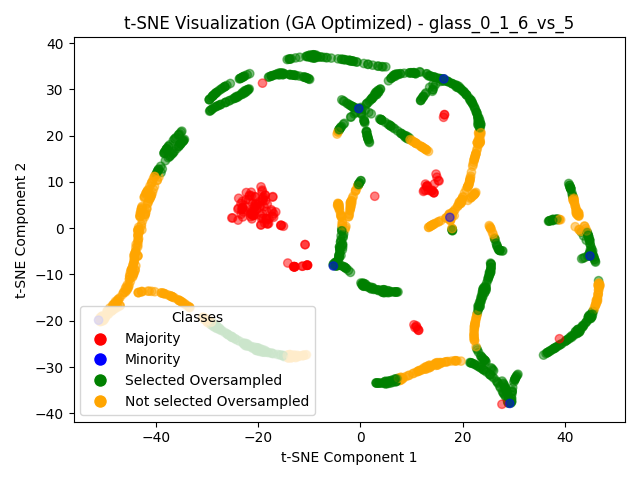 t-SNE Visualization (GA Optimized) - glass_0_1_6_vs_5
40
30
20
10
0
−10
−20
−30
−40
t-SNE Component 2
Classes
Majority
Minority
Selected Oversampled
Not selected Oversampled
−40
−20
0
20
40
t-SNE Component 1